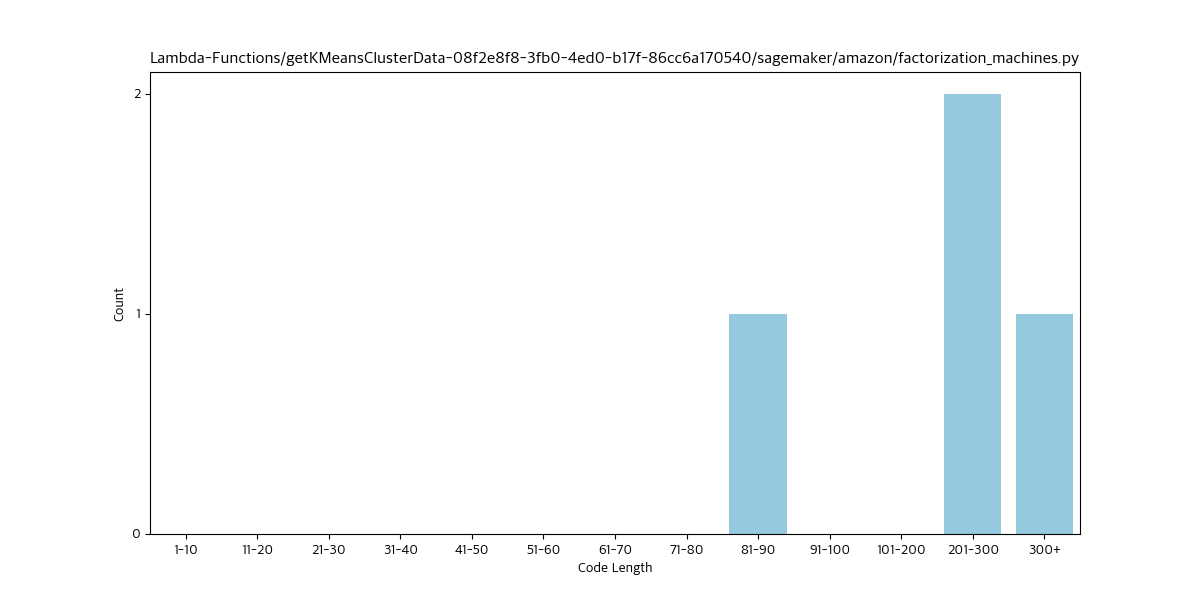 Lambda-Functions/getKMeansClusterData-08f2e8f8-3fb0-4ed0-b17f-86cc6a170540/sagemaker/amazon/factorization_machines.py
2
1
0
Count
1-10 11-20 21-30 31-40 41-50 51-60 61-70 71-80 81-90 91-100 101-200 201-300 300+
Code Length